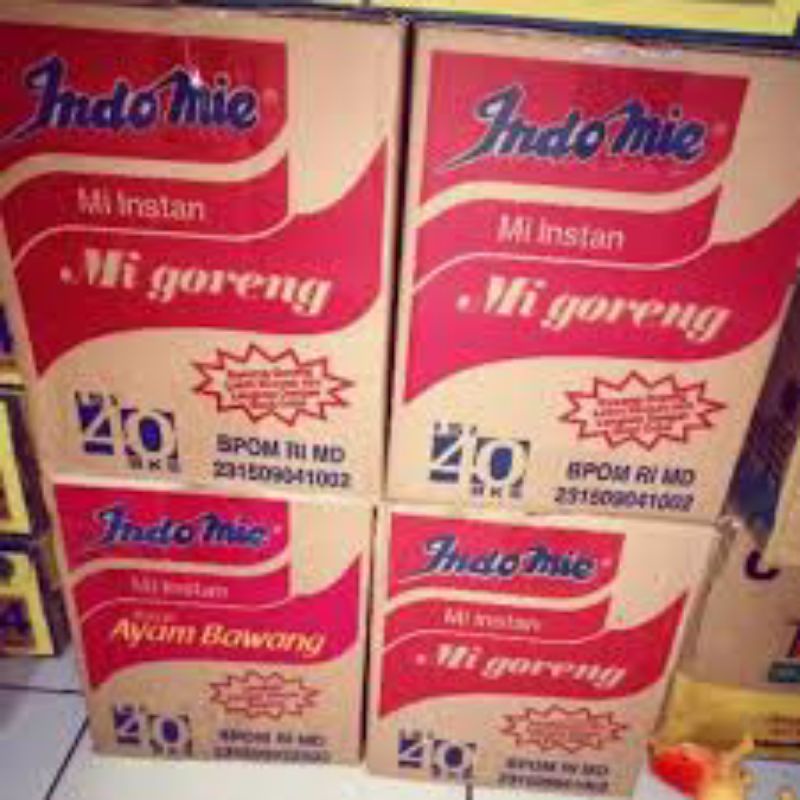 Indomie
Mi Instan
Mi goreng
40
BKS
BPOM RI MD
231509041002
Indomie
Mi Instan
Mi goreng
40
BKS
BPOM RI MD
231509041002
Indomie
Mi Instan
Ayam Bawang
40
BPOM RI MD
Indomie
Mi Instan
Mi goreng
40
BPOM RI MD
231509041002